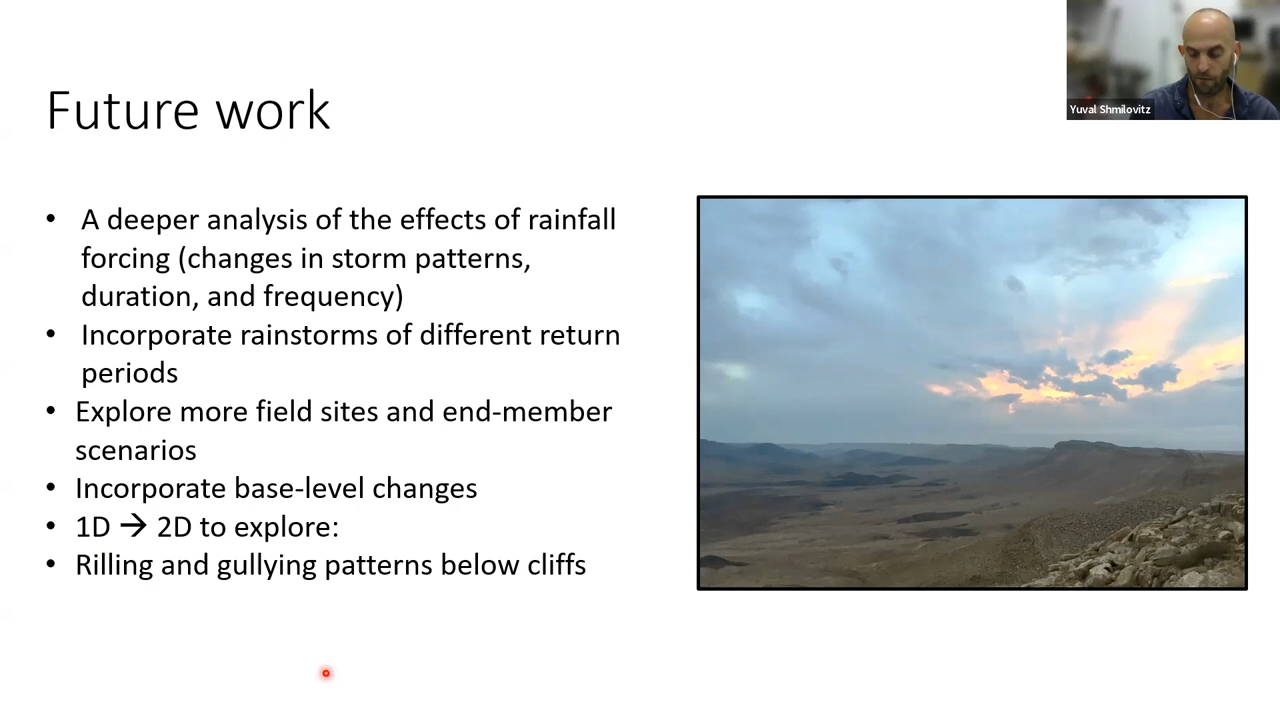 Future work
Yuval Shmilovitz
• A deeper analysis of the effects of rainfall
forcing (changes in storm patterns,
duration, and frequency)
• Incorporate rainstorms of different return
periods
• Explore more field sites and end-member
scenarios
• Incorporate base-level changes
• 1D → 2D to explore:
• Rilling and gullying patterns below cliffs